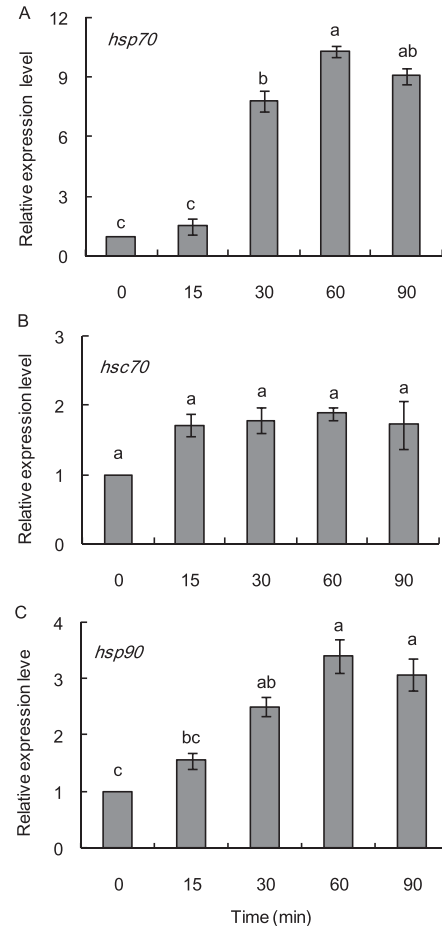 A
hsp70
Relative expression level
12
9
6
3
0
c
c
b
a
ab
0 15 30 60 90
B
hsc70
Relative expression level
3
2
1
0
a
a
a
a
a
0 15 30 60 90
C
hsp90
Relative expression leve
4
3
2
1
0
c
bc
ab
a
a
0 15 30 60 90
Time (min)